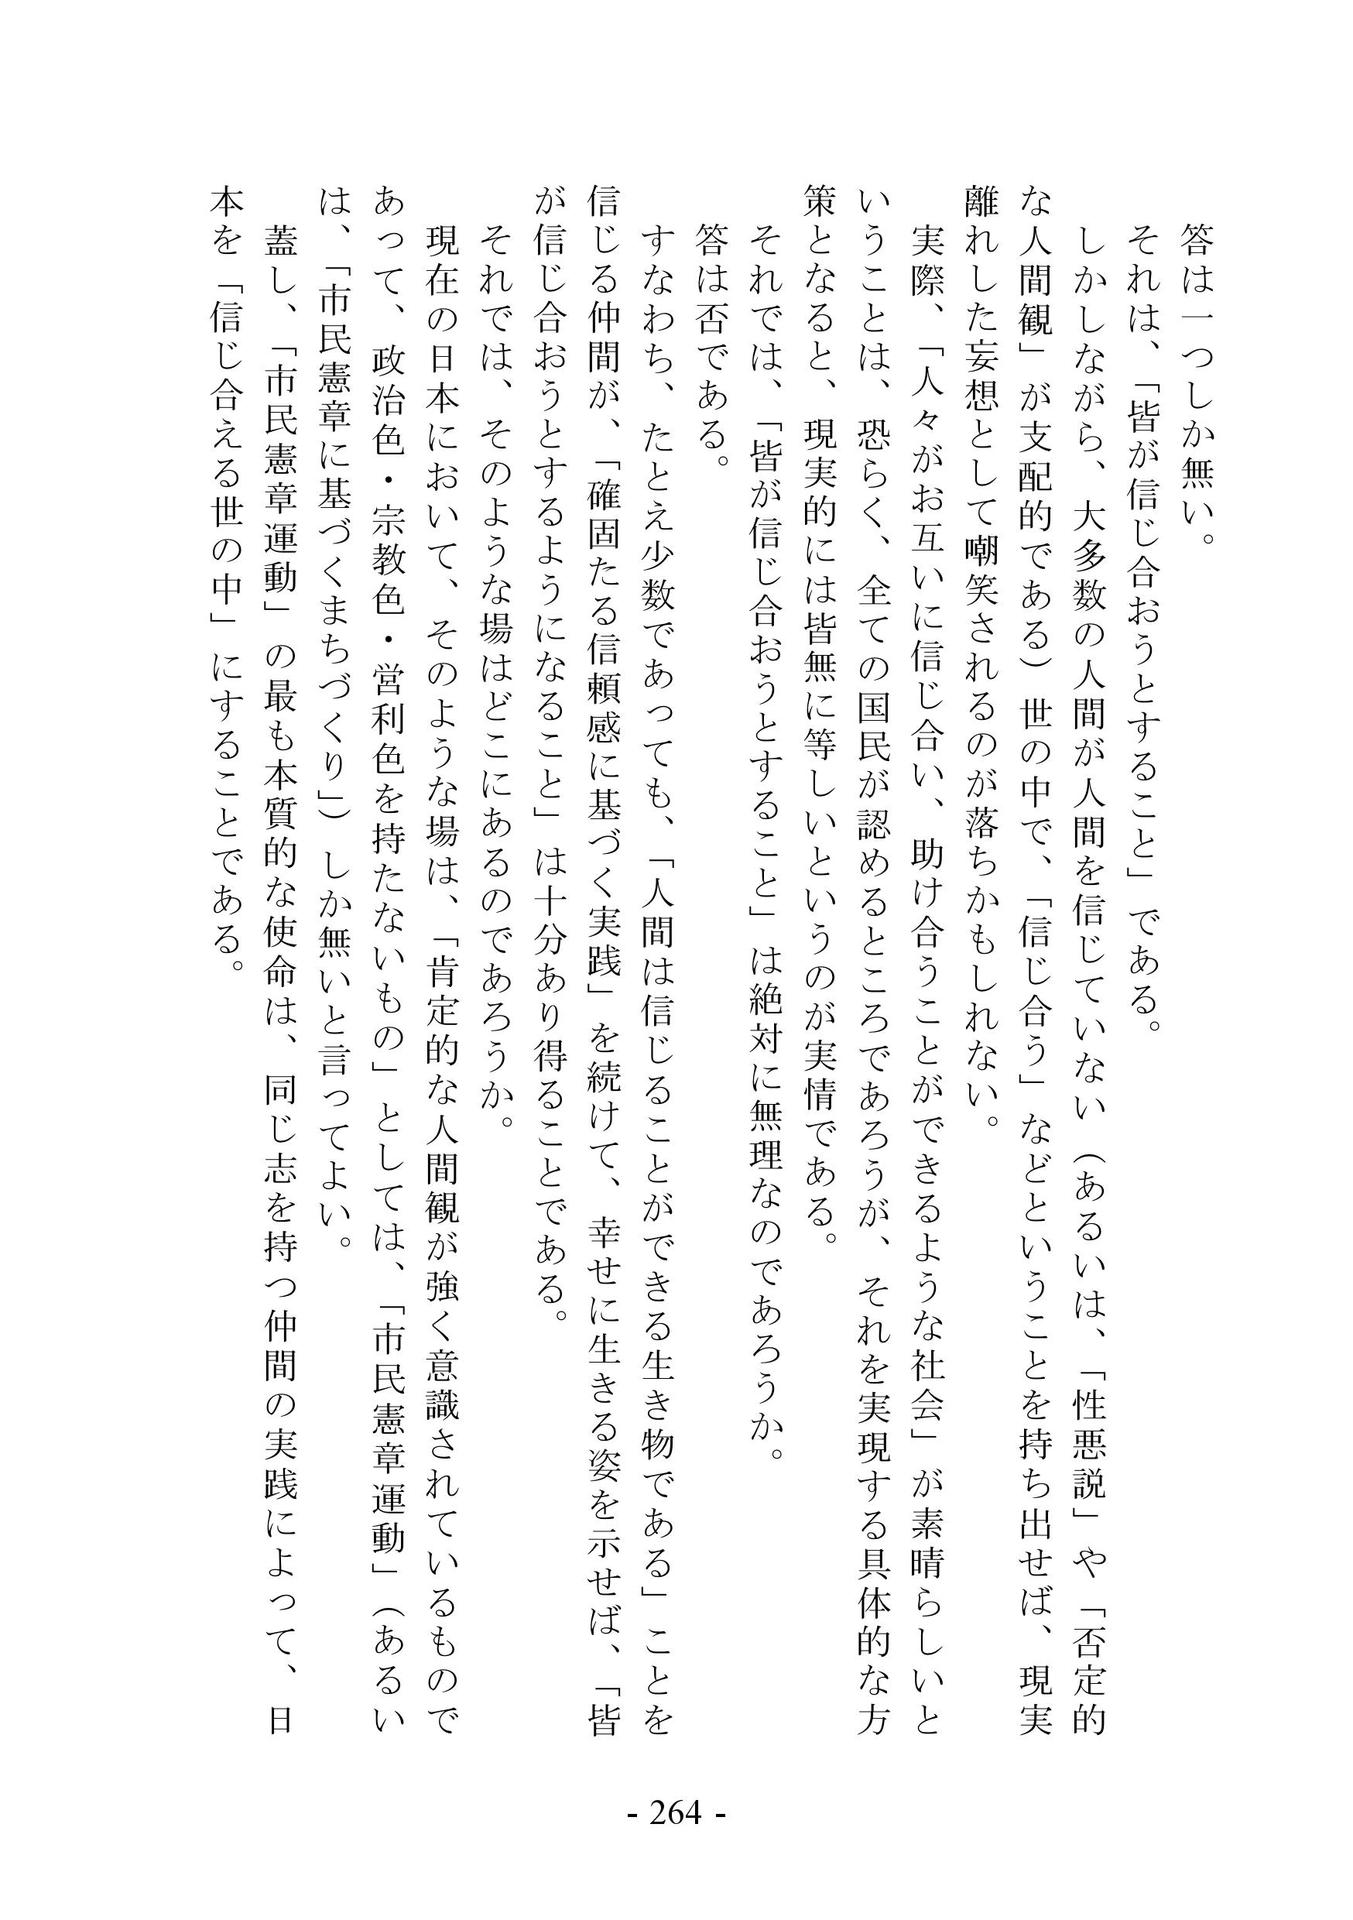 答は一つしか無い。
それは、「皆が信じ合おうとすること」である。
しかしながら、大多数の人間が人間を信じていない（あるいは、「性悪説」や「否定的
な人間観」が支配的である）世の中で、「信じ合う」などということを持ち出せば、現実
離れした妄想として嘲笑されるのが落ちかもしれない。
実際、「人々がお互いに信じ合い、助け合うことができるような社会」が素晴らしいと
いうことは、恐らく、全ての国民が認めるところであろうが、それを実現する具体的な方
策となると、現実的には皆無に等しいというのが実情である。
それでは、「皆が信じ合おうとすること」は絶対に無理なのであろうか。
答は否である。
すなわち、たとえ少数であっても、「人間は信じることができる生き物である」ことを
信じる仲間が、「確固たる信頼感に基づく実践」を続けて、幸せに生きる姿を示せば、「皆
が信じ合おうとするようになること」は十分あり得ることである。
それでは、そのような場はどこにあるのであろうか。
現在の日本において、そのような場は、「肯定的な人間観が強く意識されているもので
あって、政治色・宗教色・営利色を持たないもの」としては、「市民憲章運動」（あるい
は、「市民憲章に基づくまちづくり」）しか無いと言ってよい。
蓋し、「市民憲章運動」の最も本質的な使命は、同じ志を持つ仲間の実践によって、日
本を「信じ合える世の中」にすることである。
- 264 -